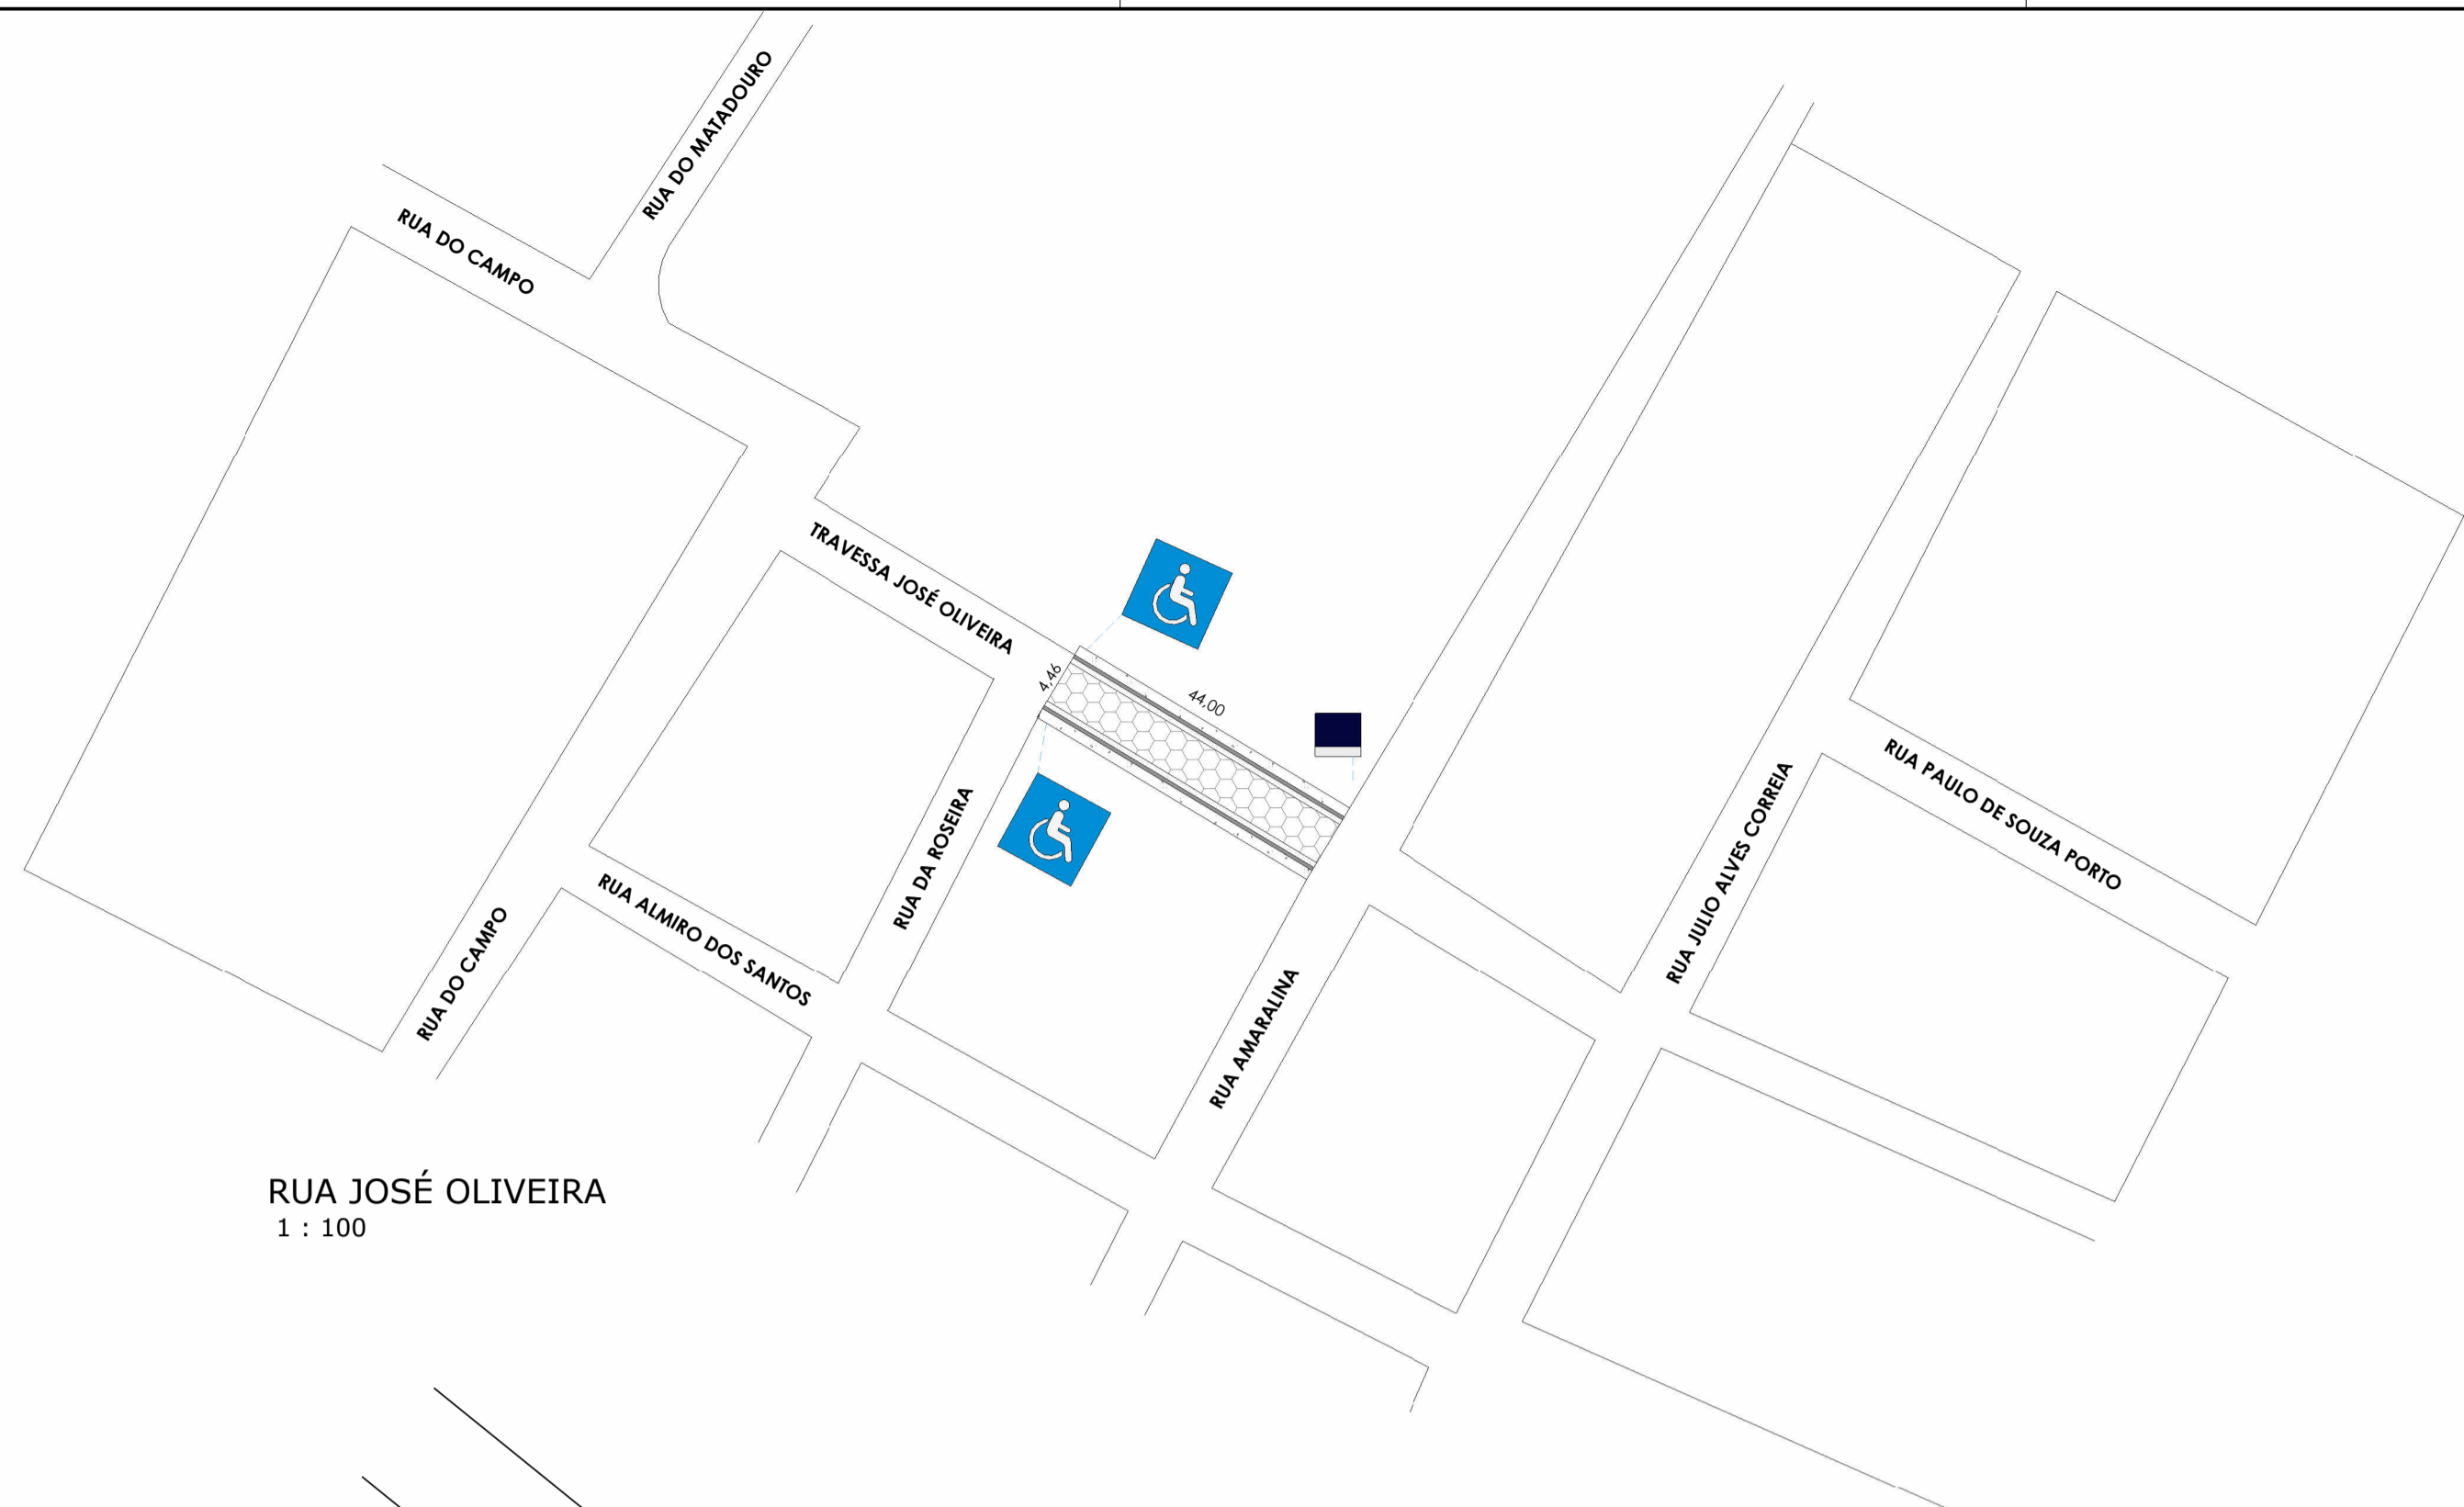 RUA DO MATADOURO
RUA DO CAMPO
TRAVESSA JOSÉ OLIVEIRA
4,46
44,00
RUA DA ROSEIRA
RUA JULIO ALVES CORREIA
RUA PAULO DE SOUZA PORTO
RUA ALMIRO DOS SANTOS
RUA DO CAMPO
RUA AMARALINA
RUA JOSÉ OLIVEIRA
1 : 100